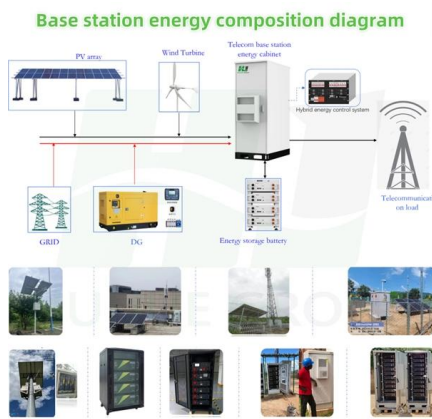 Base station energy composition diagram
PV array
Wind Turbine
Telecom base station
energy cabinet
Hybrid energy control system
Telecommunicati
on load
GRID
DG
Energy storage battery